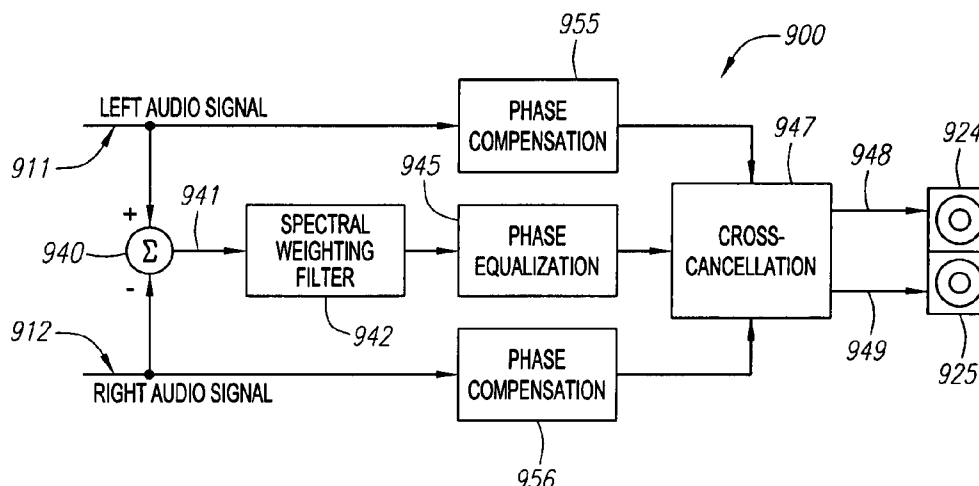 955
900
LEFT AUDIO SIGNAL
PHASE
COMPENSATION
911
947
948
924
945
941
+
940
Σ
-
SPECTRAL
WEIGHTING
FILTER
PHASE
EQUALIZATION
CROSS-
CANCELLATION
942
912
949
925
RIGHT AUDIO SIGNAL
PHASE
COMPENSATION
956